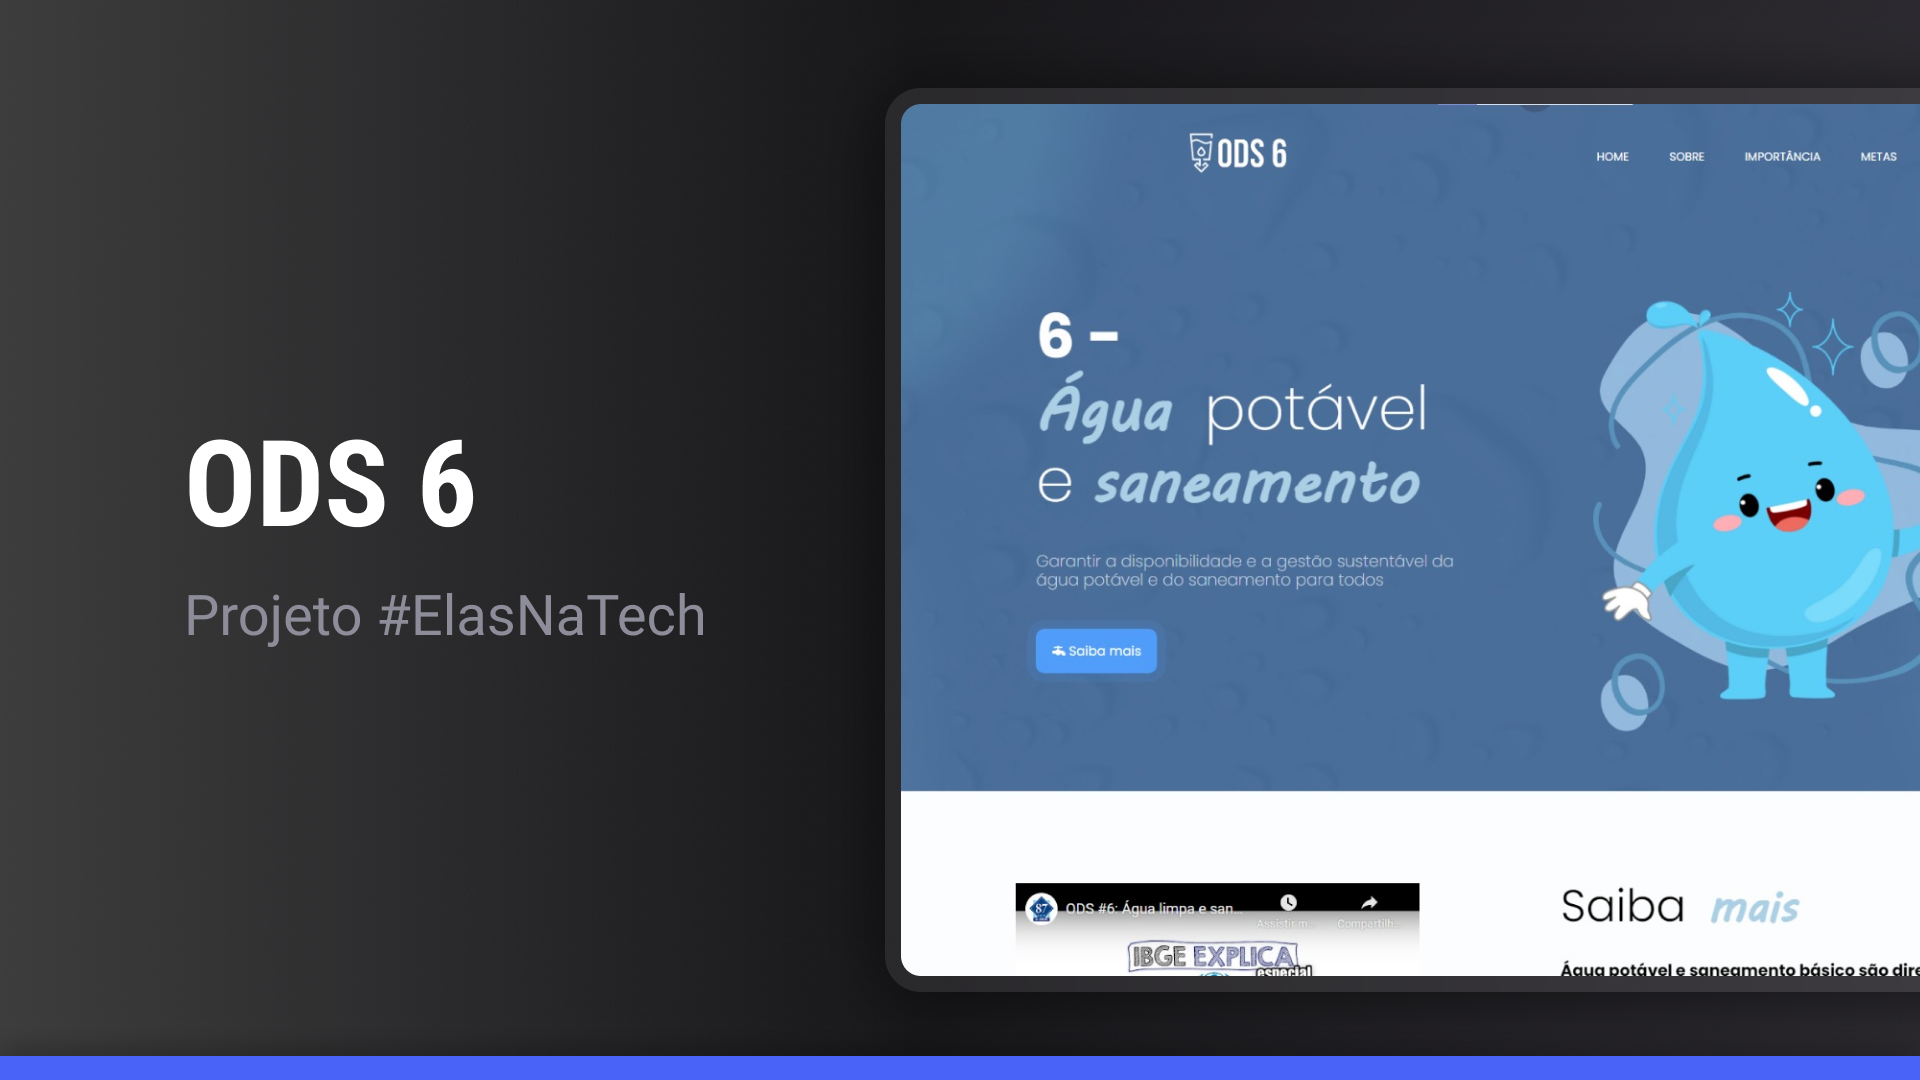 ODS 6
Projeto #ElasNaTech
ODS 6
HOME SOBRE IMPORTÂNCIA METAS
6 -
Água potável
e saneamento
Garantir a disponibilidade e a gestão sustentável da
água potável e do saneamento para todos
Saiba mais
87
ODS #6: Água limpa e san...
Assistir m...
Compartilh...
IBGE EXPLICA
especial
Saiba mais
Água potável e saneamento básico são dire